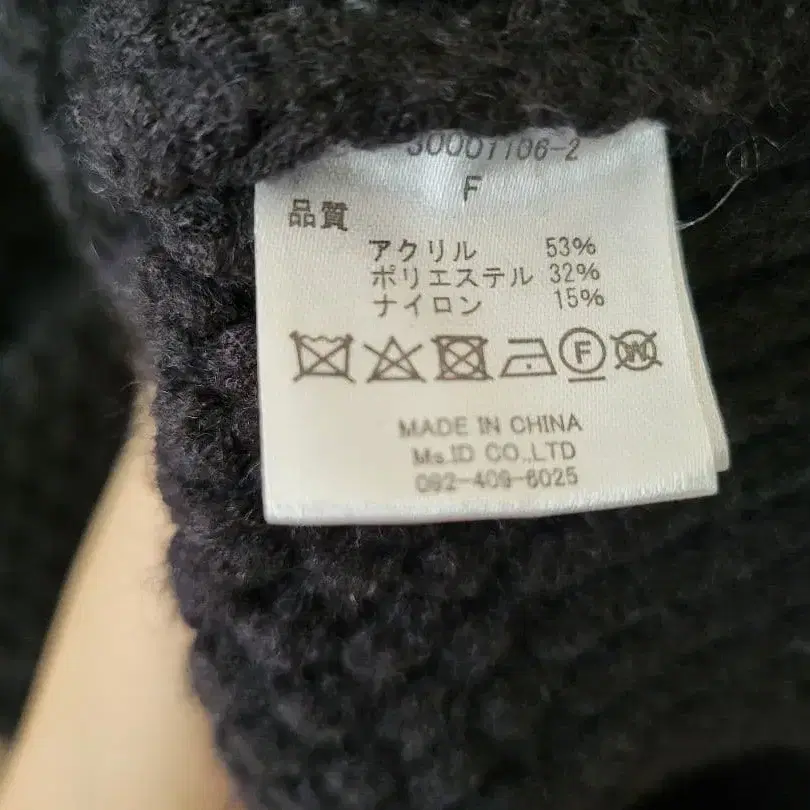 30001106-2
F
品質
アクリル 53%
ポリエステル 32%
ナイロン 15%
F W
MADE IN CHINA
Ms.ID CO.,LTD
092-409-6025